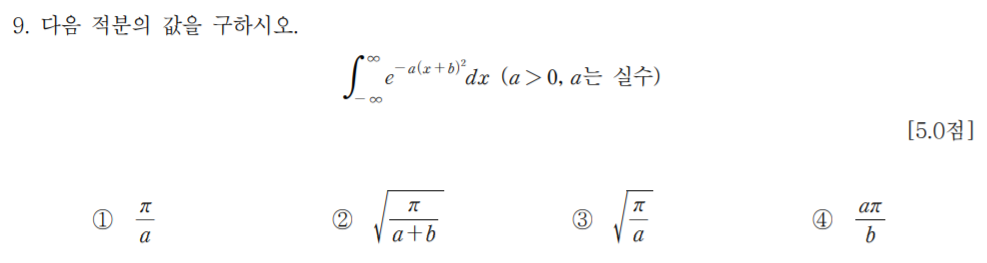 9. 다음 적분의 값을 구하시오.
∫_{-∞}^{∞} e^{-a(x+b)^2} dx (a>0, a는 실수)
[5.0점]
① π/a ② √(π/(a+b)) ③ √(π/a) ④ aπ/b